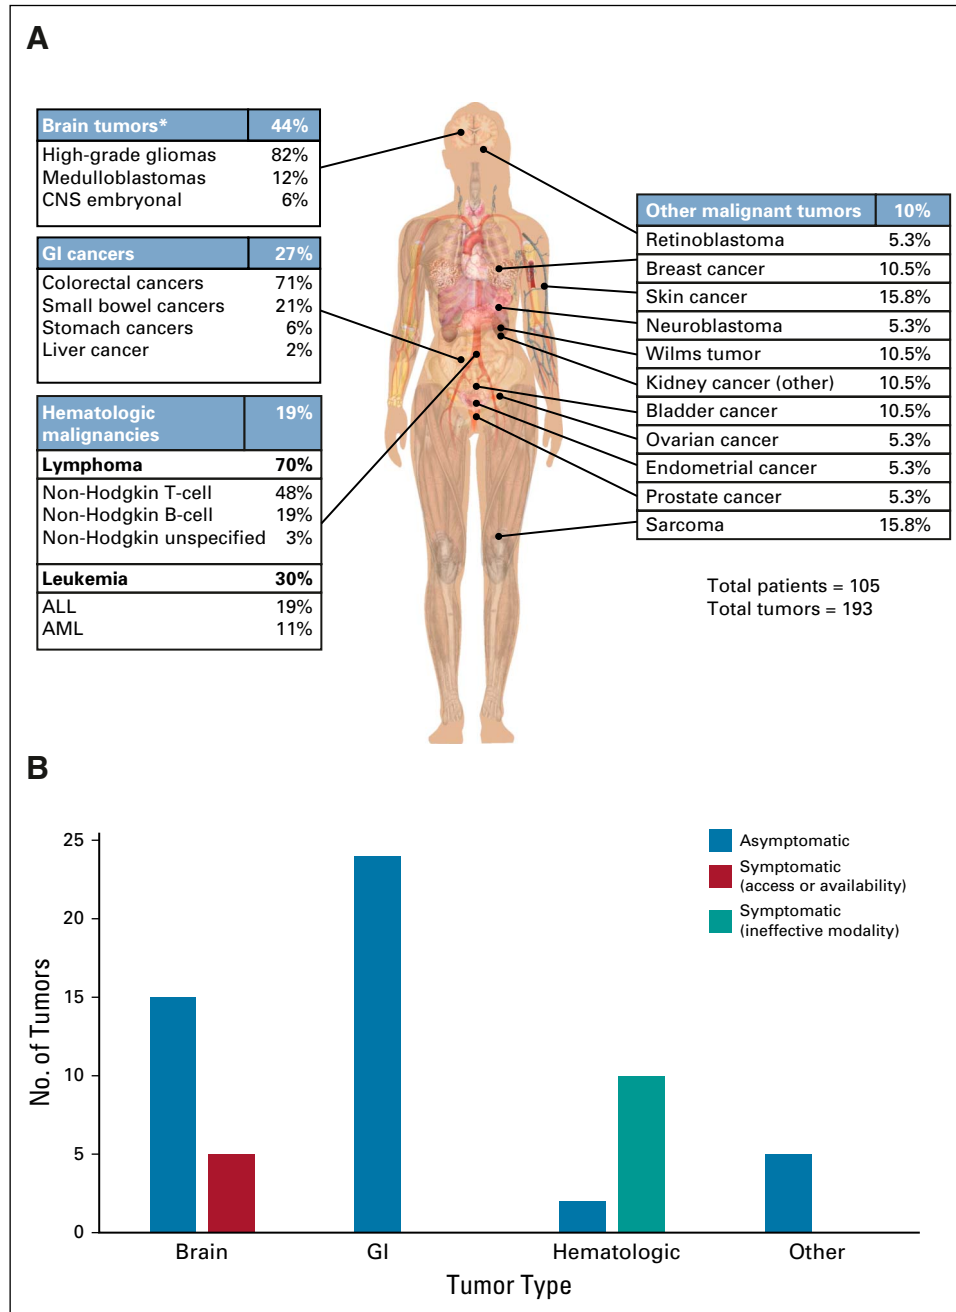 A
Brain tumors* 44%
High-grade gliomas 82%
Medulloblastomas 12%
CNS embryonal 6%
GI cancers 27%
Colorectal cancers 71%
Small bowel cancers 21%
Stomach cancers 6%
Liver cancer 2%
Hematologic malignancies 19%
Lymphoma 70%
Non-Hodgkin T-cell 48%
Non-Hodgkin B-cell 19%
Non-Hodgkin unspecified 3%
Leukemia 30%
ALL 19%
AML 11%
Other malignant tumors 10%
Retinoblastoma 5.3%
Breast cancer 10.5%
Skin cancer 15.8%
Neuroblastoma 5.3%
Wilms tumor 10.5%
Kidney cancer (other) 10.5%
Bladder cancer 10.5%
Ovarian cancer 5.3%
Endometrial cancer 5.3%
Prostate cancer 5.3%
Sarcoma 15.8%
Total patients = 105
Total tumors = 193
B
25
20
15
10
5
0
No. of Tumors
Asymptomatic
Symptomatic
(access or availability)
Symptomatic
(ineffective modality)
Brain GI Hematologic Other
Tumor Type